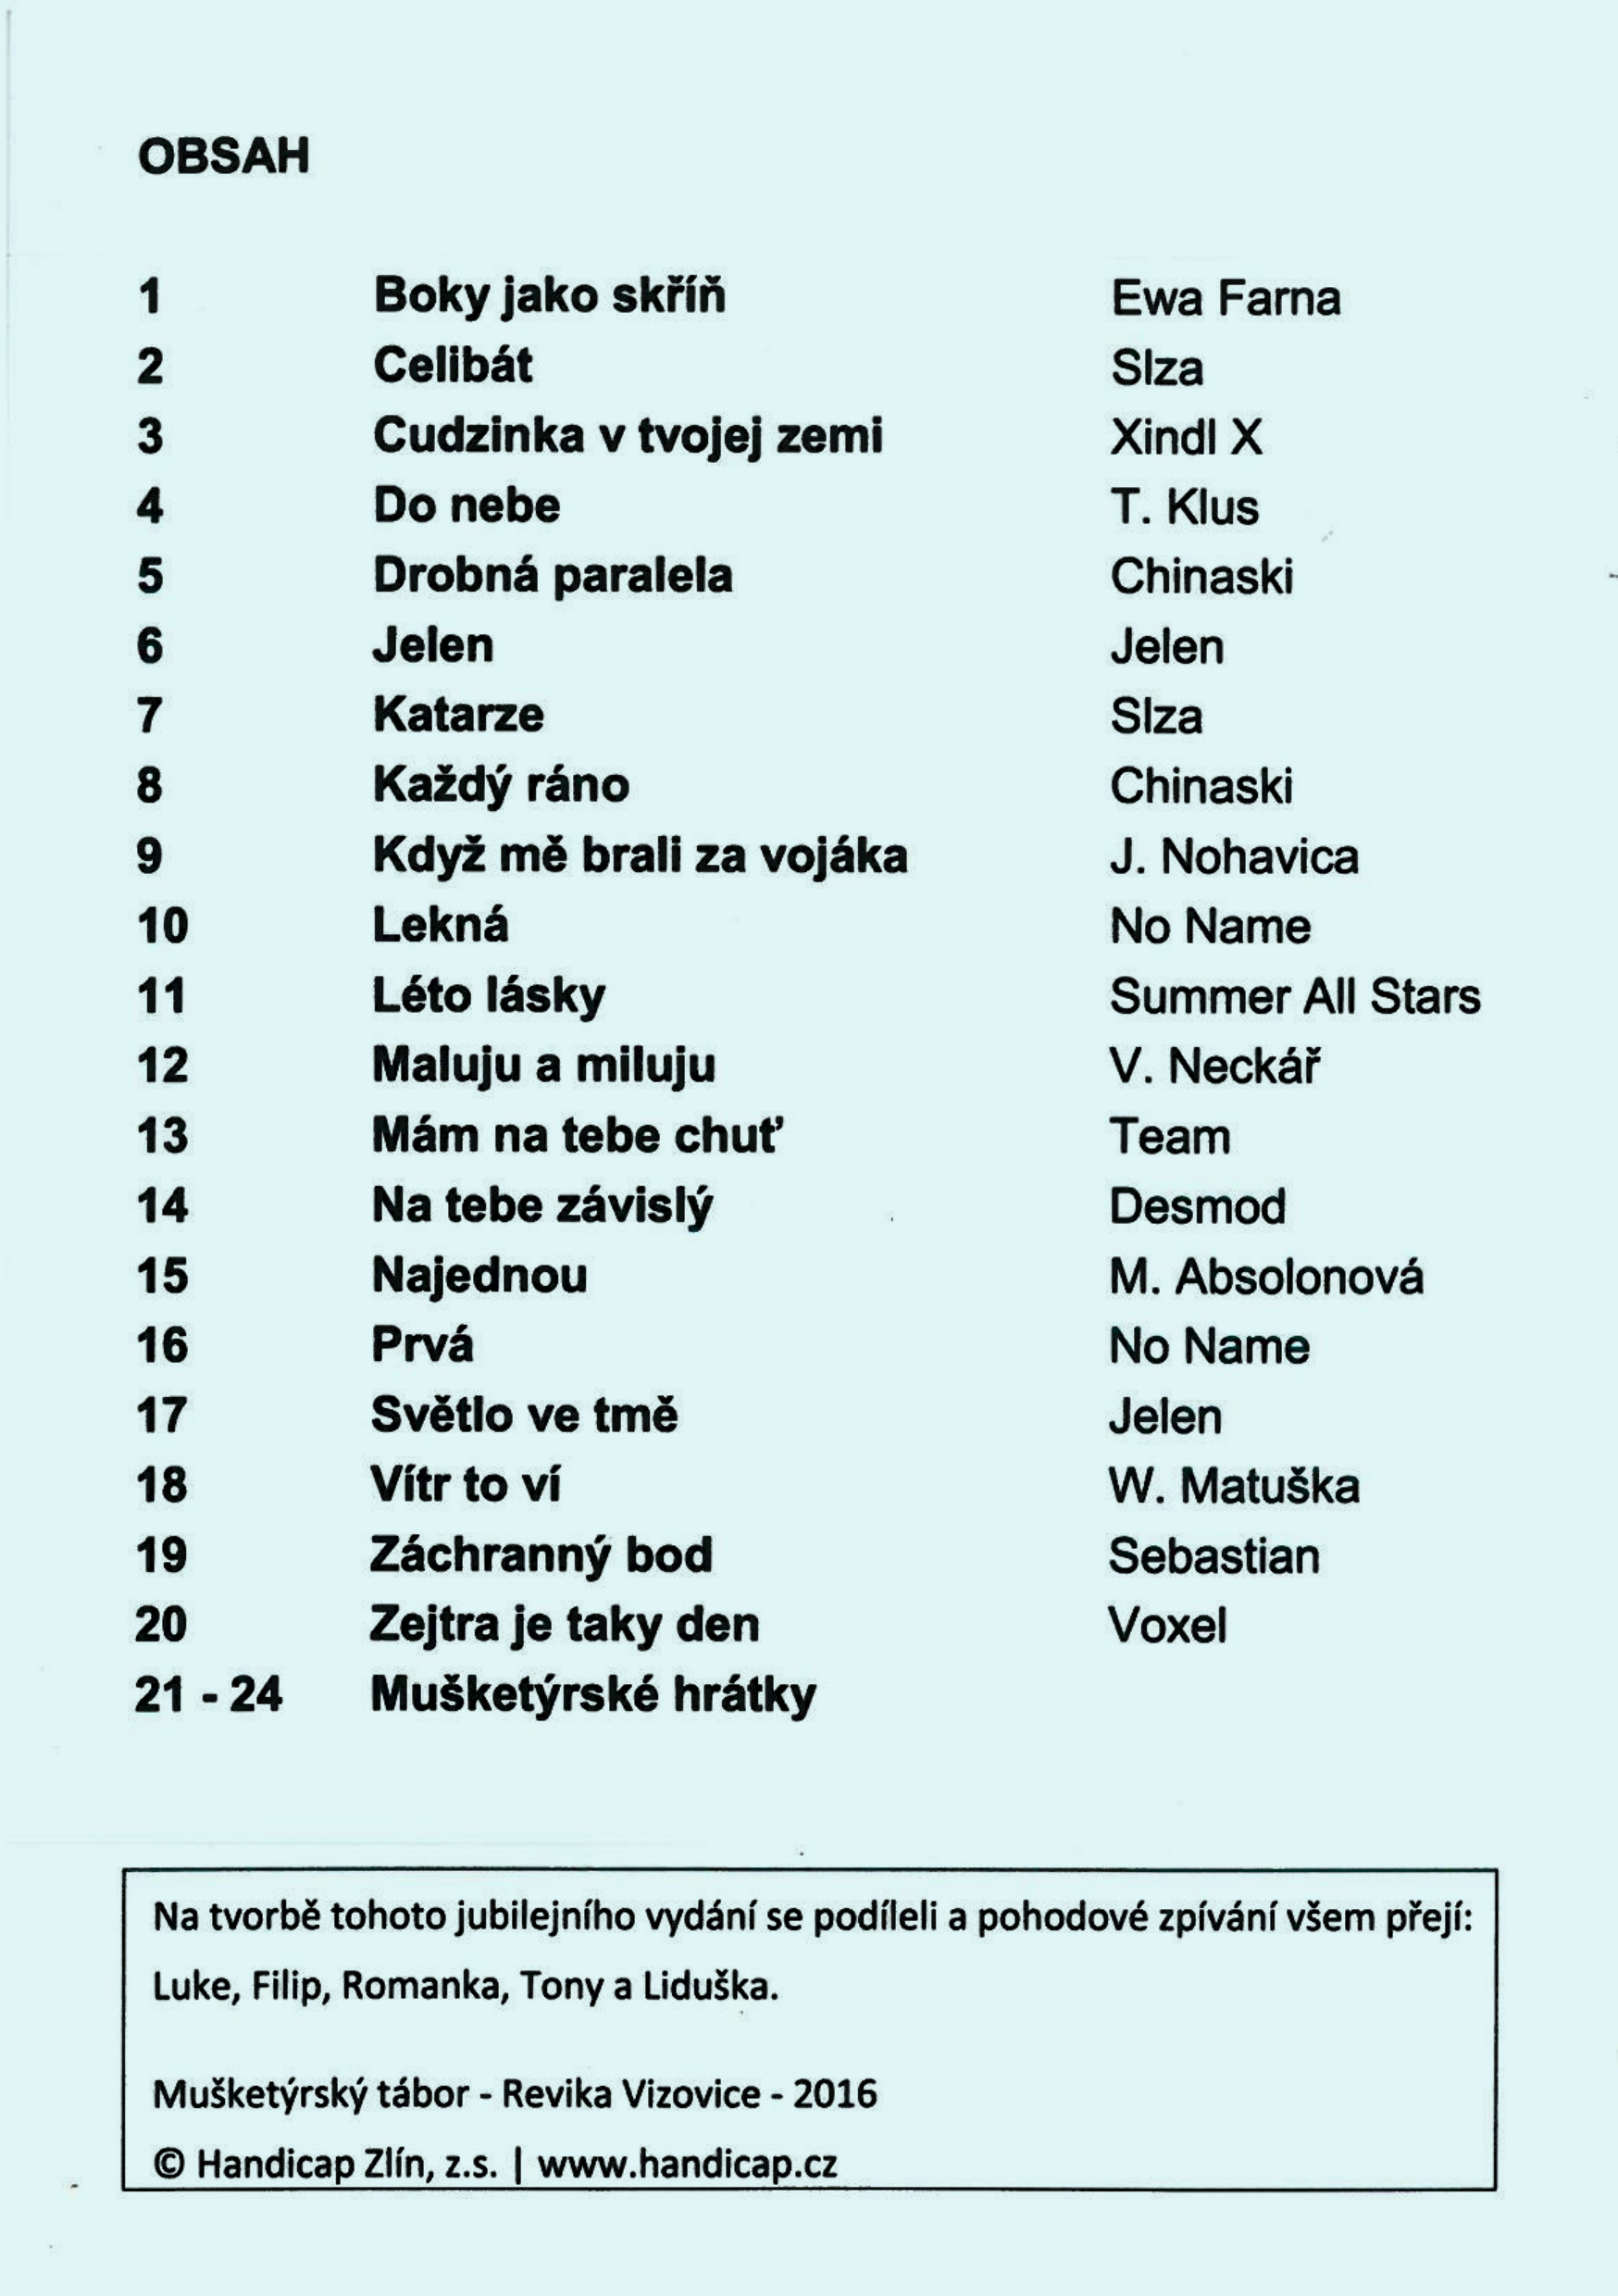 OBSAH
1 Boky jako skříň Ewa Farna
2 Celibát Slza
3 Cudzinka v tvojej zemi Xindl X
4 Do nebe T. Klus
5 Drobná paralela Chinaski
6 Jelen Jelen
7 Katarze Slza
8 Každý ráno Chinaski
9 Když mě brali za vojáka J. Nohavica
10 Lekná No Name
11 Léto lásky Summer All Stars
12 Maluju a miluju V. Neckář
13 Mám na tebe chuť Team
14 Na tebe závislý Desmod
15 Najednou M. Absolonová
16 Prvá No Name
17 Světlo ve tmě Jelen
18 Vítr to ví W. Matuška
19 Záchranný bod Sebastian
20 Zejtra je taky den Voxel
21 - 24 Mušketýrské hrátky
Na tvorbě tohoto jubilejního vydání se podíleli a pohodové zpívání všem přejí:
Luke, Filip, Romanka, Tony a Liduška.
Mušketýrský tábor - Revika Vizovice - 2016
© Handicap Zlín, z.s. | www.handicap.cz